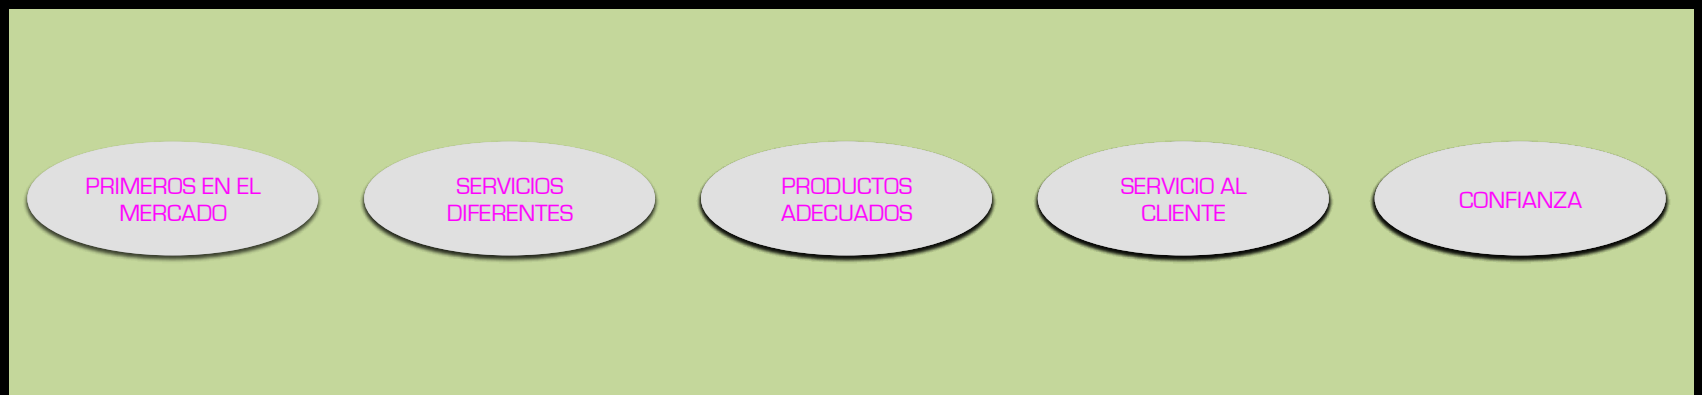 PRIMEROS EN EL
MERCADO
SERVICIOS
DIFERENTES
PRODUCTOS
ADECUADOS
SERVICIO AL
CLIENTE
CONFIANZA